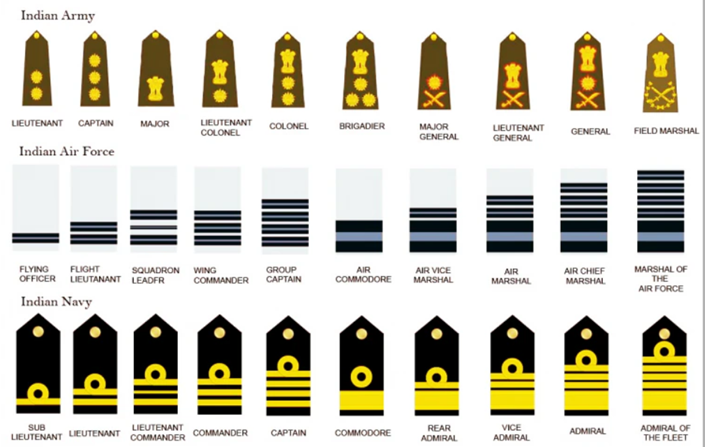 Indian Army
LIEUTENANT
CAPTAIN
MAJOR
LIEUTENANT
COLONEL
COLONEL
BRIGADIER
MAJOR
GENERAL
LIEUTENANT
GENERAL
GENERAL
FIELD MARSHAL
Indian Air Force
FLYING
OFFICER
FLIGHT
LIEUTANANT
SQUADRON
LEADFR
WING
COMMANDER
GROUP
CAPTAIN
AIR
COMMODORE
AIR VICE
MARSHAL
AIR
MARSHAL
AIR CHIEF
MARSHAL
MARSHAL OF
THE
AIR FORCE
Indian Navy
SUB
LIEUTENANT
LIEUTENANT
LIEUTENANT
COMMANDER
COMMANDER
CAPTAIN
COMMODORE
REAR
ADMIRAL
VICE
ADMIRAL
ADMIRAL
ADMIRAL OF
THE FLEET